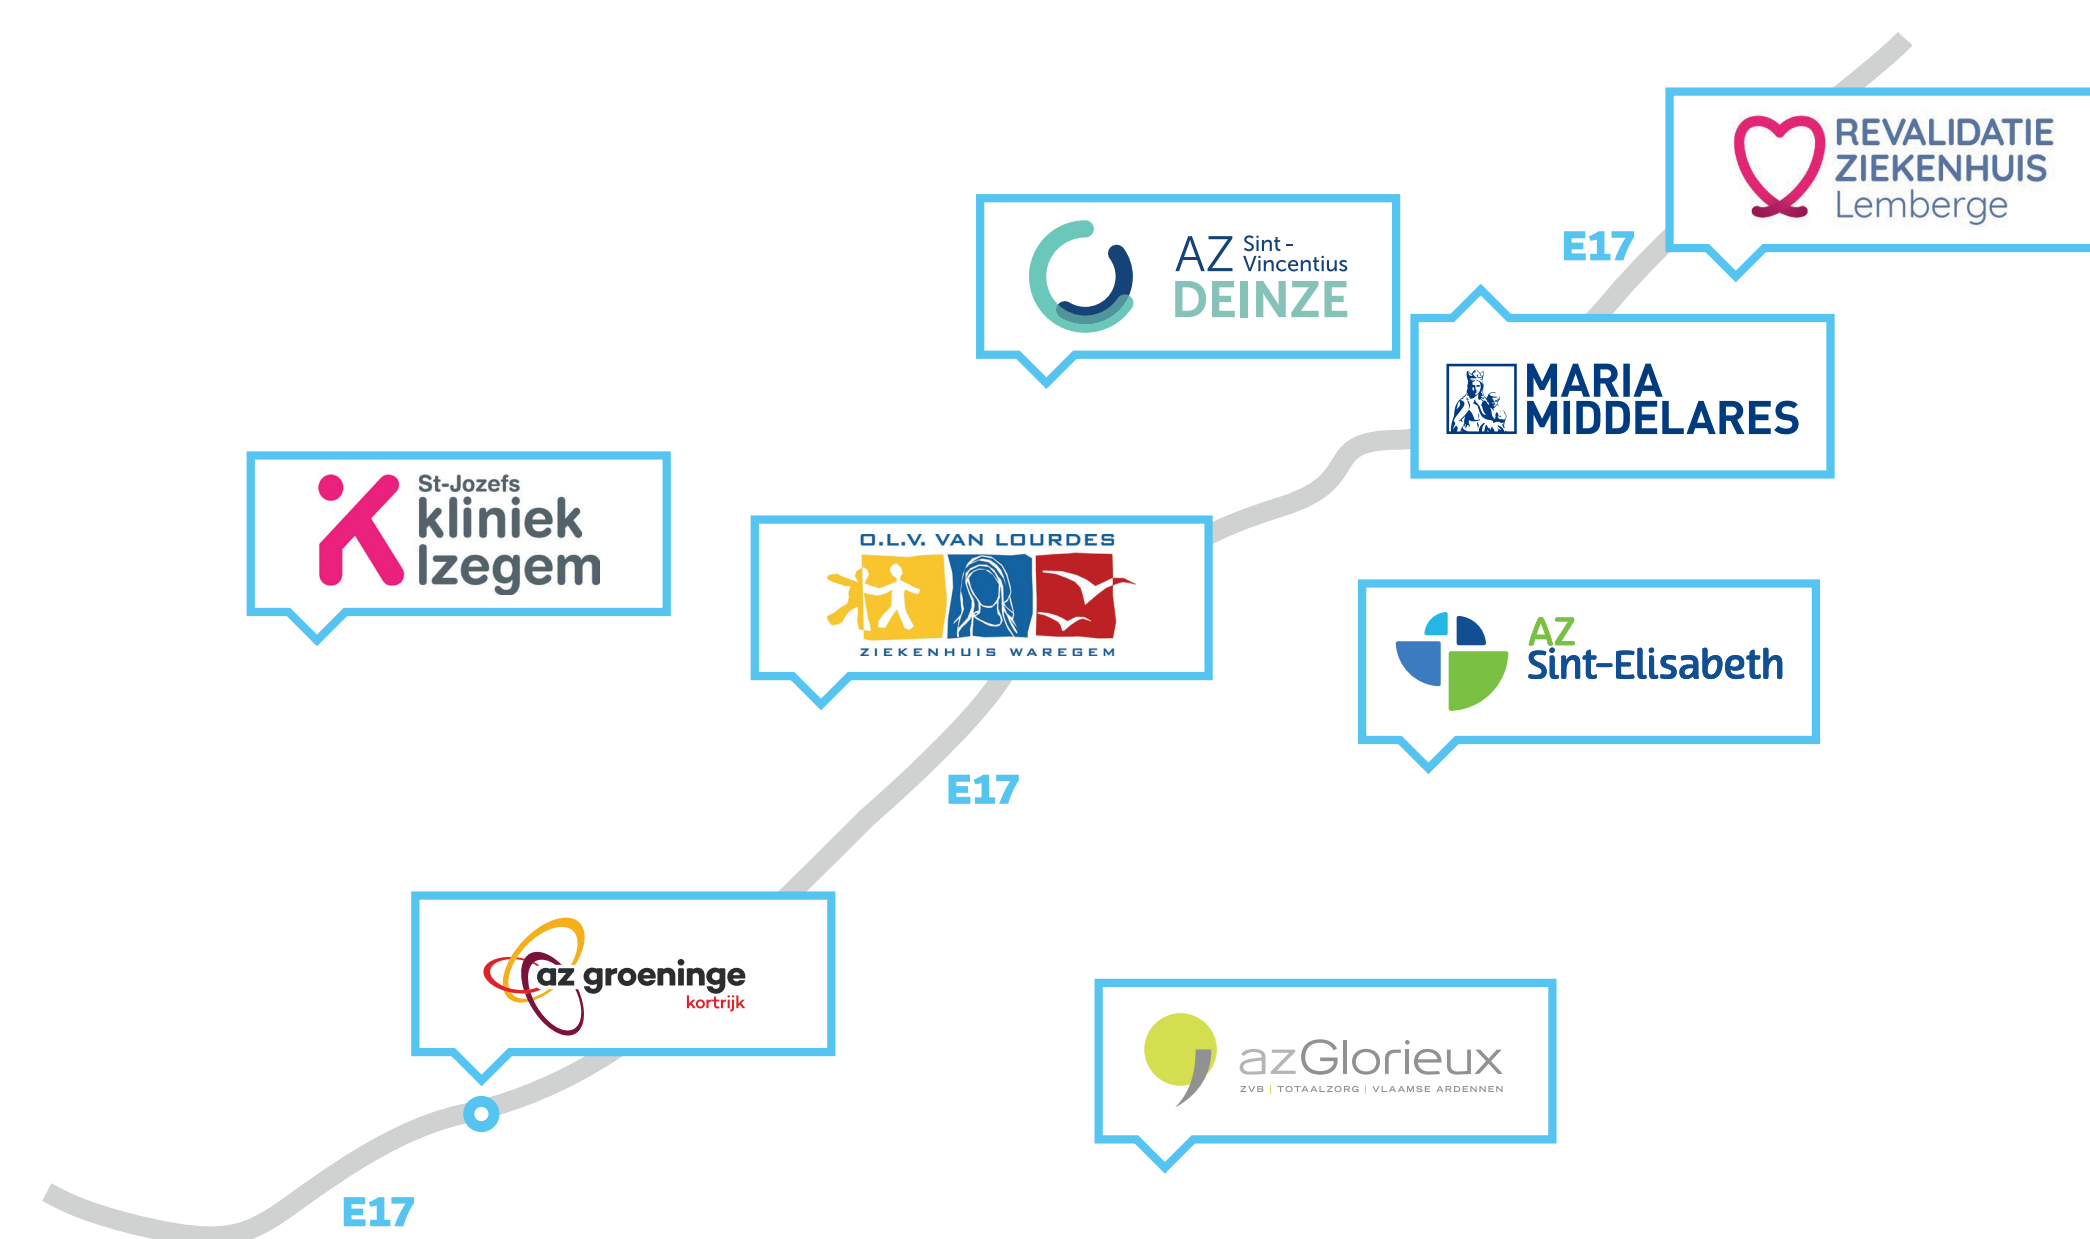 REVALIDATIE
ZIEKENHUIS
Lemberge
E17
AZ Sint-
Vincentius
DEINZE
MARIA
MIDDELARES
St-Jozefs
kliniek
Izegem
O.L.V. VAN LOURDES
ZIEKENHUIS WAREGEM
AZ
Sint-Elisabeth
E17
az groeninge
kortrijk
azGlorieux
ZVB | TOTAALZORG | VLAAMSE ARDENNEN
E17